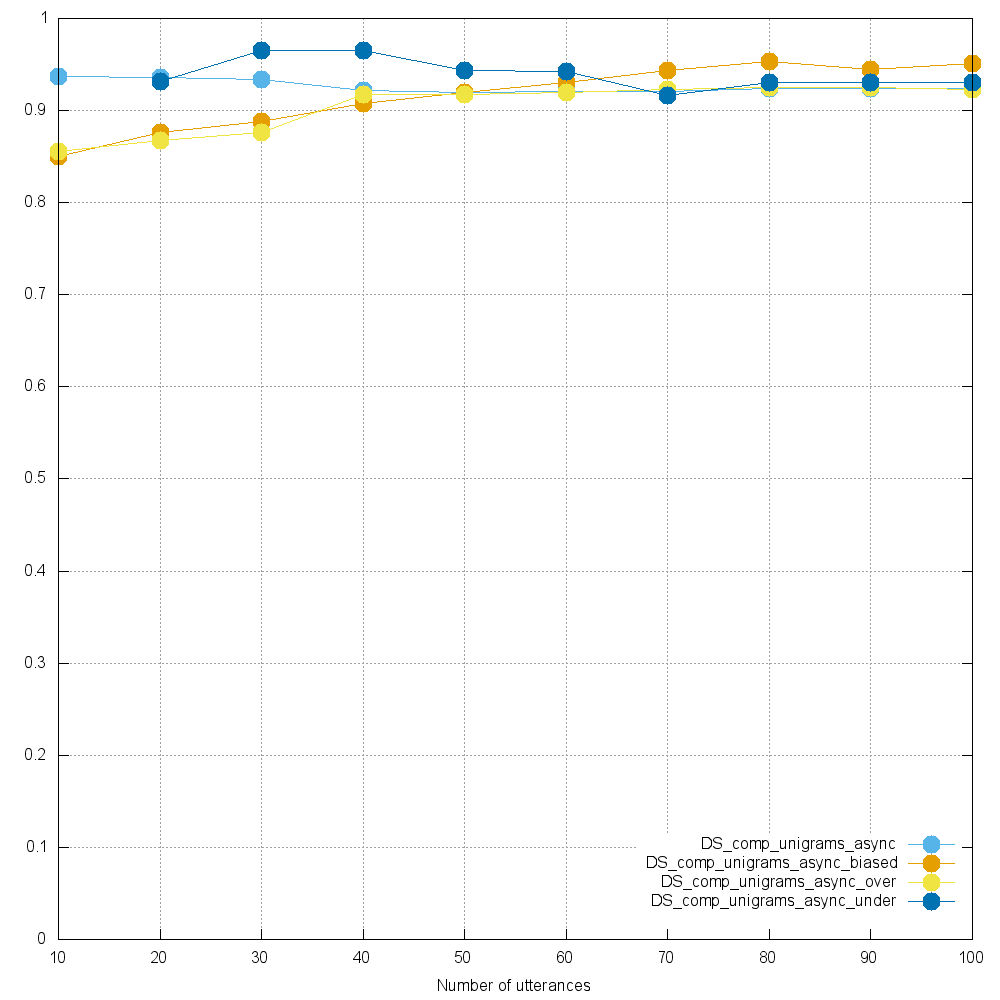 1
0.9
0.8
0.7
0.6
0.5
0.4
0.3
0.2
0.1
0
DS_comp_unigrams_async
DS_comp_unigrams_async_biased
DS_comp_unigrams_async_over
DS_comp_unigrams_async_under
10 20 30 40 50 60 70 80 90 100
Number of utterances